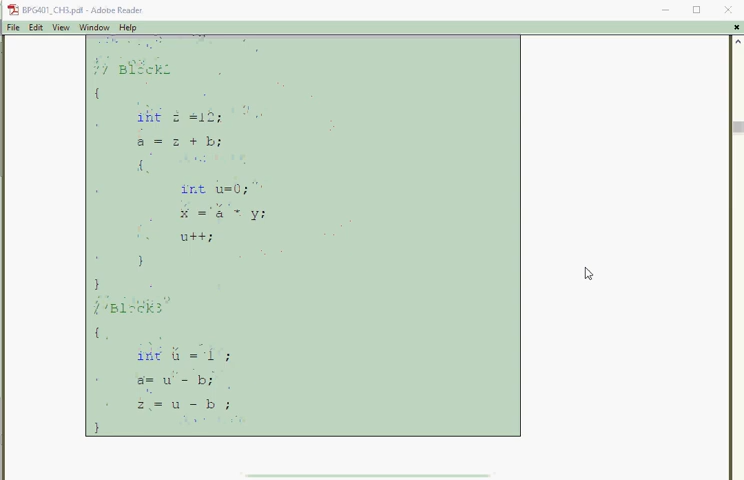 BPG401_CH3.pdf - Adobe Reader
File Edit View Window Help
// Block2
{
int z =12;
a = z + b;
{
int u=0;
x = a + y;
u++;
}
}
//Block3
{
int u = 1 ;
a= u - b;
z = u - b ;
}